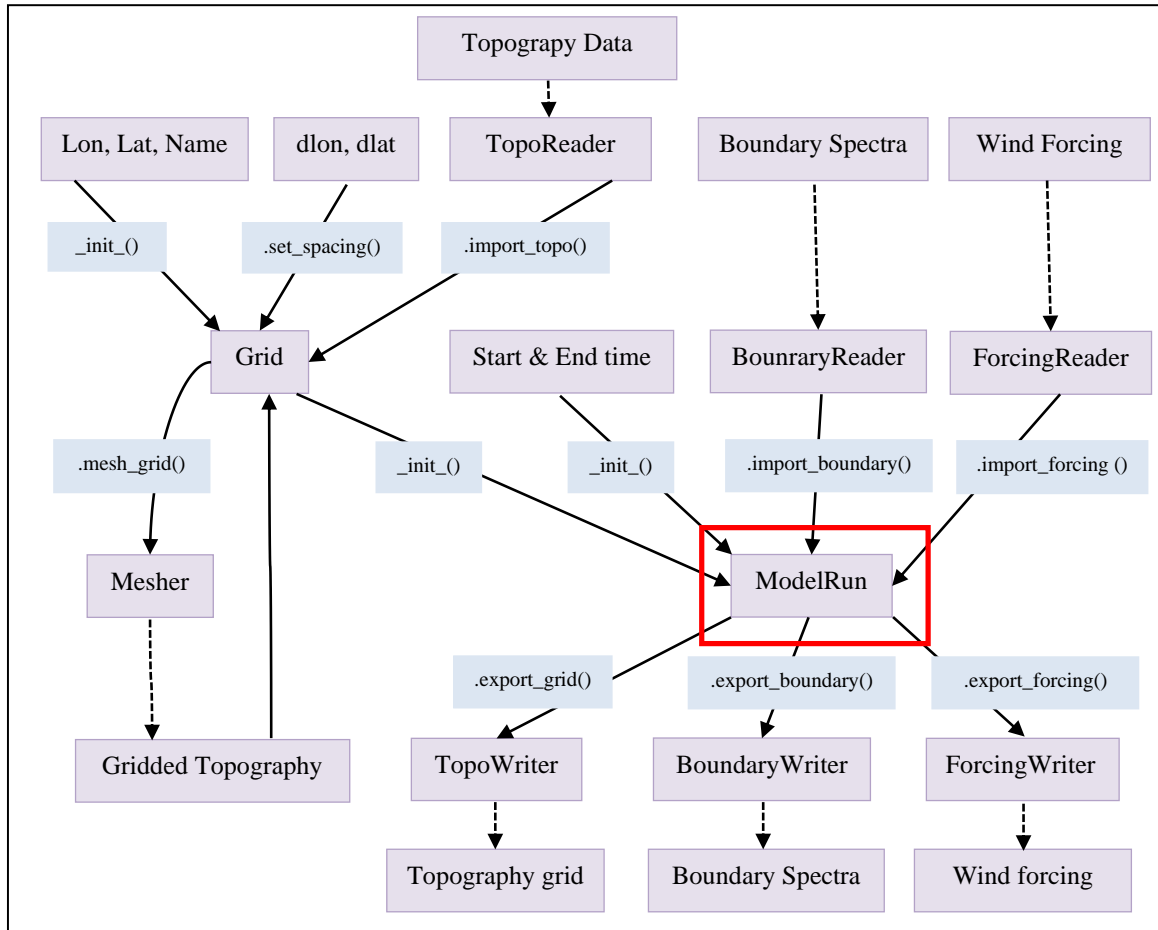 Topograpy Data
Lon, Lat, Name
dlon, dlat
TopoReader
Boundary Spectra
Wind Forcing
_init_()
.set_spacing()
.import_topo()
Grid
Start & End time
BounraryReader
ForcingReader
.mesh_grid()
_init_()
_init_()
.import_boundary()
.import_forcing ()
Mesher
ModelRun
.export_grid()
.export_boundary()
.export_forcing()
Gridded Topography
TopoWriter
BoundaryWriter
ForcingWriter
Topography grid
Boundary Spectra
Wind forcing